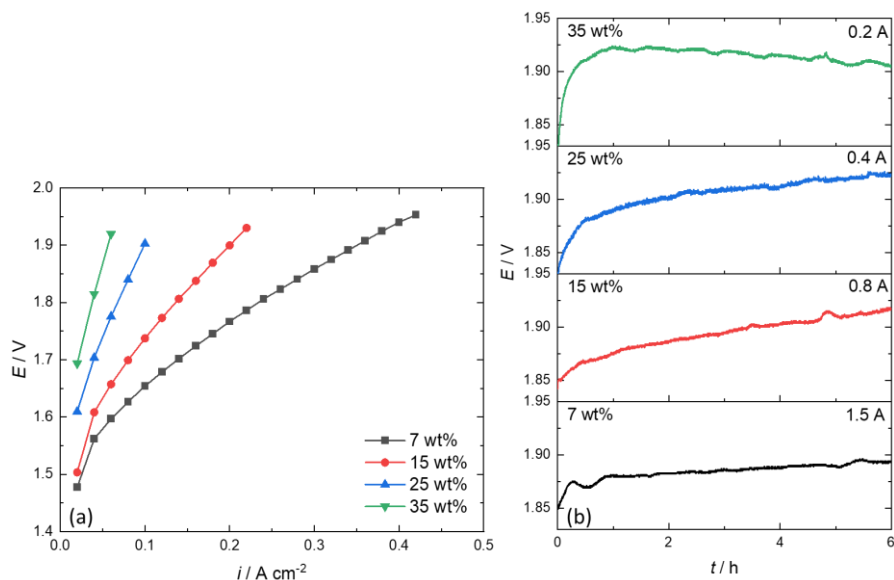 2.0
1.9
1.8
1.7
1.6
1.5
1.4
E / V
(a)
7 wt%
15 wt%
25 wt%
35 wt%
0.0 0.1 0.2 0.3 0.4 0.5
i / A cm-2
1.95
35 wt% 0.2 A
1.90
1.95
25 wt% 0.4 A
1.90
1.85
1.95
15 wt% 0.8 A
1.90
1.85
1.95
7 wt% 1.5 A
1.90
1.85
E / V
(b)
0 2 4 6
t / h